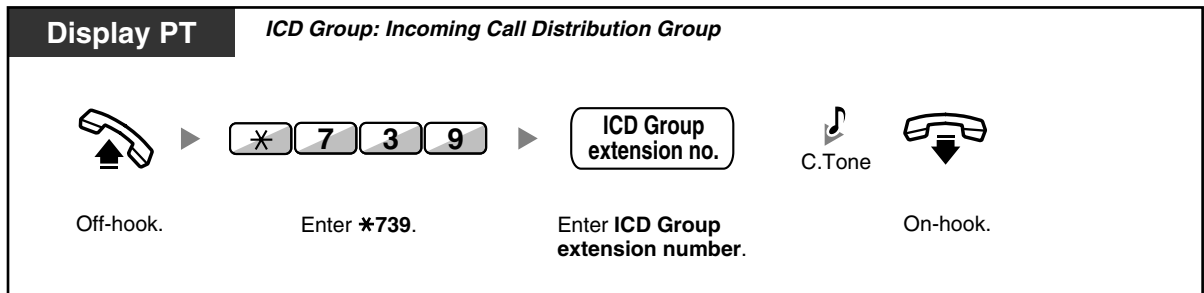 Display PT
ICD Group: Incoming Call Distribution Group
* 7 3 9
ICD Group
extension no.
C.Tone
Off-hook.
Enter *739.
Enter ICD Group
extension number.
On-hook.